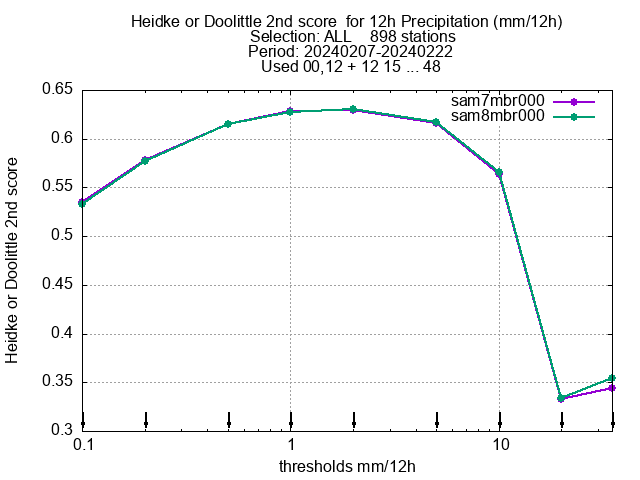 Heidke or Doolittle 2nd score  for 12h Precipitation (mm/12h)
Selection: ALL    898 stations
Period: 20240207-20240222
Used 00,12 + 12 15 ... 48
sam7mbr000
sam8mbr000
Heidke or Doolittle 2nd score
0.65
0.6
0.55
0.5
0.45
0.4
0.35
0.3
0.1 1 10
thresholds mm/12h